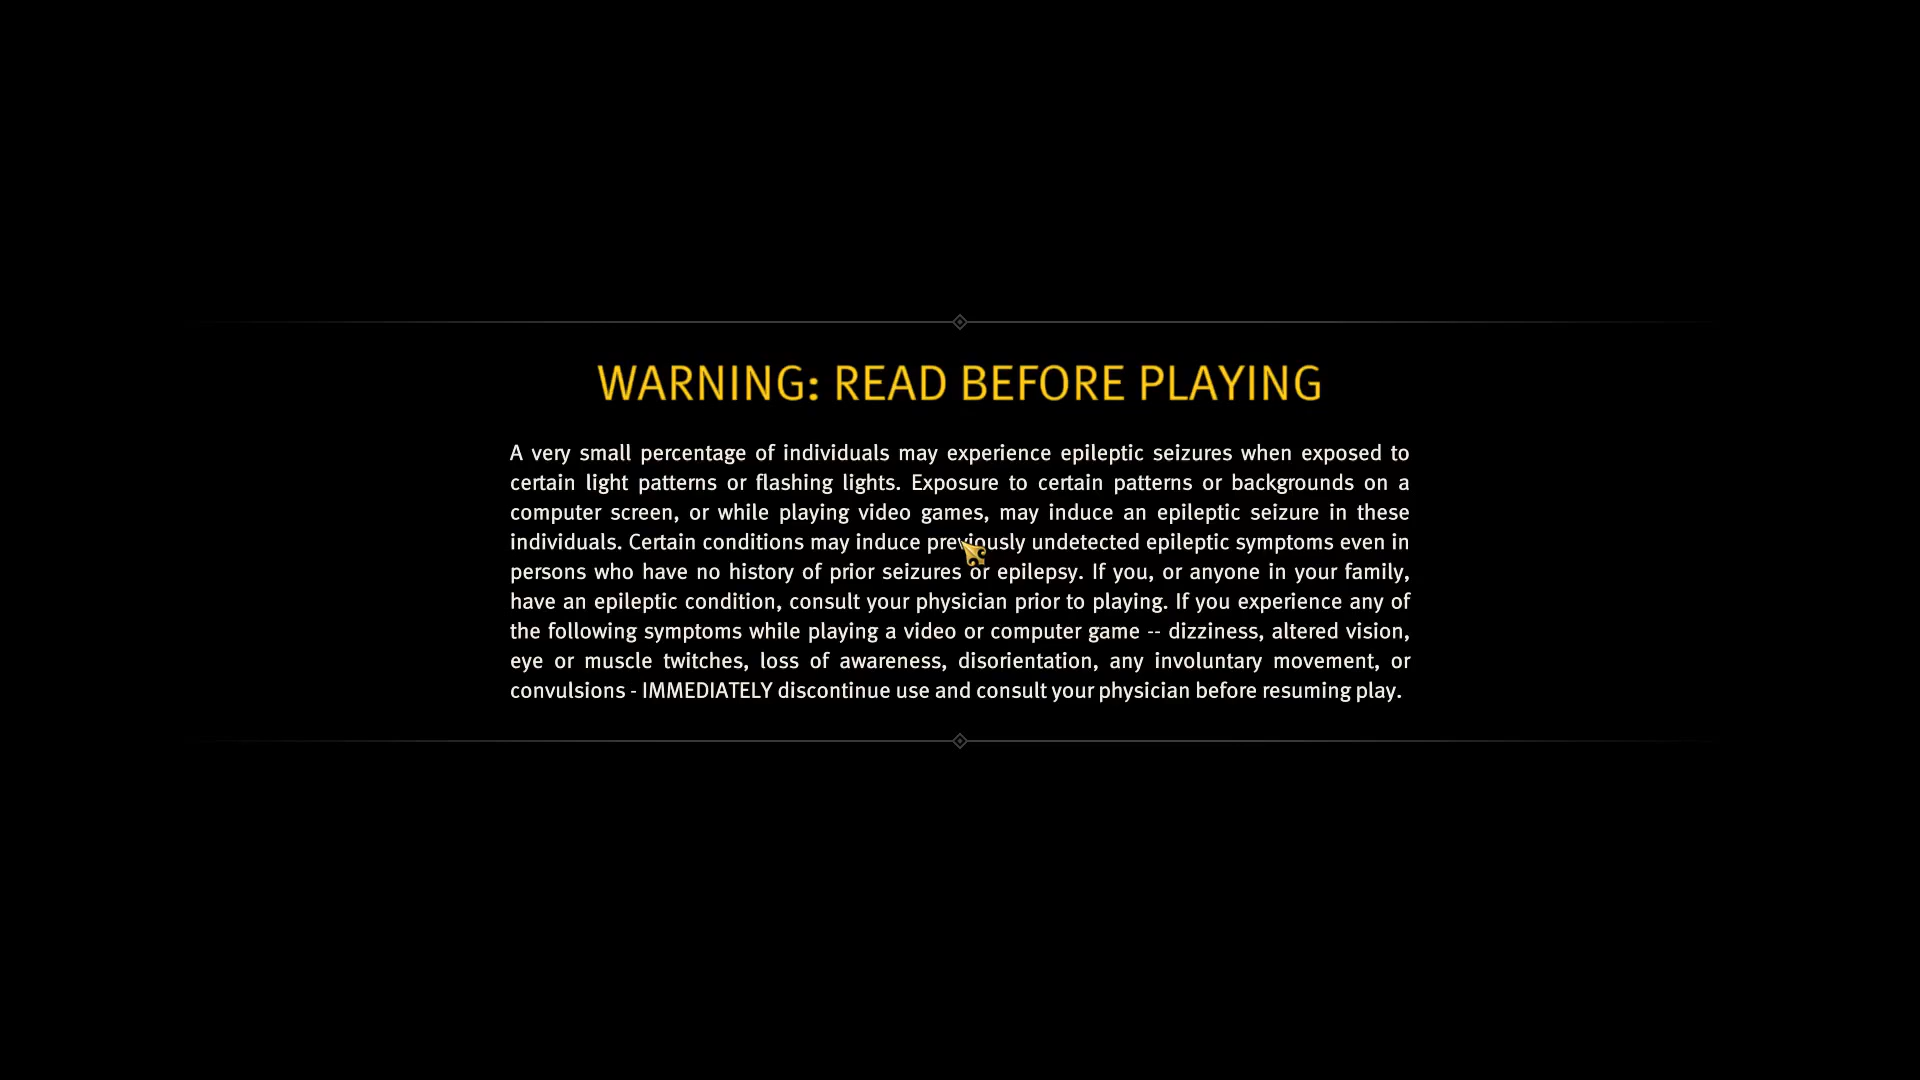 WARNING: READ BEFORE PLAYING
A very small percentage of individuals may experience epileptic seizures when exposed to
certain light patterns or flashing lights. Exposure to certain patterns or backgrounds on a
computer screen, or while playing video games, may induce an epileptic seizure in these
individuals. Certain conditions may induce previously undetected epileptic symptoms even in
persons who have no history of prior seizures or epilepsy. If you, or anyone in your family,
have an epileptic condition, consult your physician prior to playing. If you experience any of
the following symptoms while playing a video or computer game -- dizziness, altered vision,
eye or muscle twitches, loss of awareness, disorientation, any involuntary movement, or
convulsions - IMMEDIATELY discontinue use and consult your physician before resuming play.